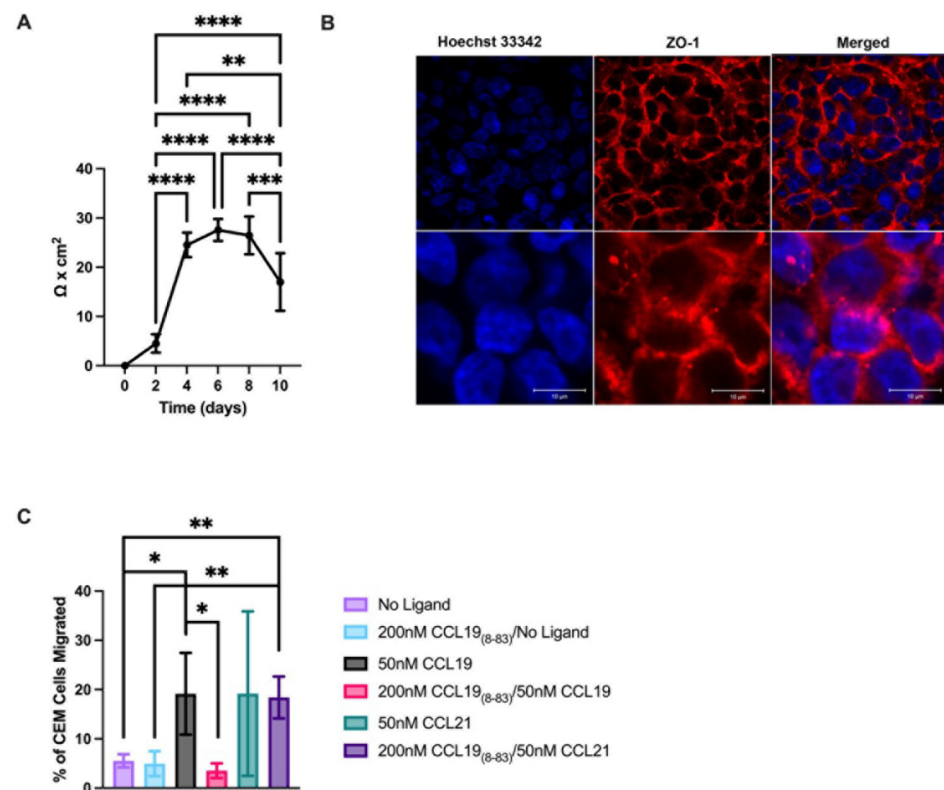 A
****
**
****
**** ****
**** ***
40
30
20
10
0
Ω x cm²
0 2 4 6 8 10
Time (days)
B
Hoechst 33342 ZO-1 Merged
10 µm 10 µm 10 µm
C
**
* **
*
40
30
20
10
0
% of CEM Cells Migrated
No Ligand
200nM CCL19(8-83)/No Ligand
50nM CCL19
200nM CCL19(8-83)/50nM CCL19
50nM CCL21
200nM CCL19(8-83)/50nM CCL21